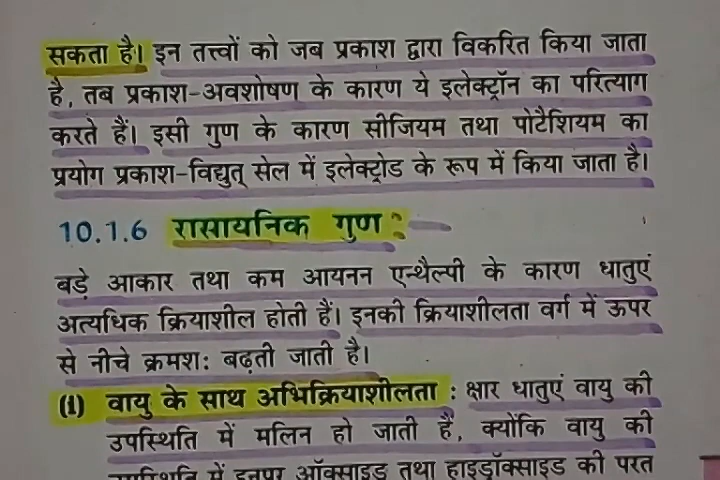 सकता है। इन तत्त्वों को जब प्रकाश द्वारा विकरित किया जाता
है, तब प्रकाश-अवशोषण के कारण ये इलेक्ट्रॉन का परित्याग
करते हैं। इसी गुण के कारण सीजियम तथा पोटैशियम का
प्रयोग प्रकाश-विद्युत् सेल में इलेक्ट्रोड के रूप में किया जाता है।
10.1.6 रासायनिक गुण :
बड़े आकार तथा कम आयनन एन्थैल्पी के कारण धातुएं
अत्यधिक क्रियाशील होती हैं। इनकी क्रियाशीलता वर्ग में ऊपर
से नीचे क्रमशः बढ़ती जाती है।
(i) वायु के साथ अभिक्रियाशीलता : क्षार धातुएं वायु की
उपस्थिति में मलिन हो जाती हैं, क्योंकि वायु की
उपस्थिति में इनपर ऑक्साइड तथा हाइड्रॉक्साइड की परत